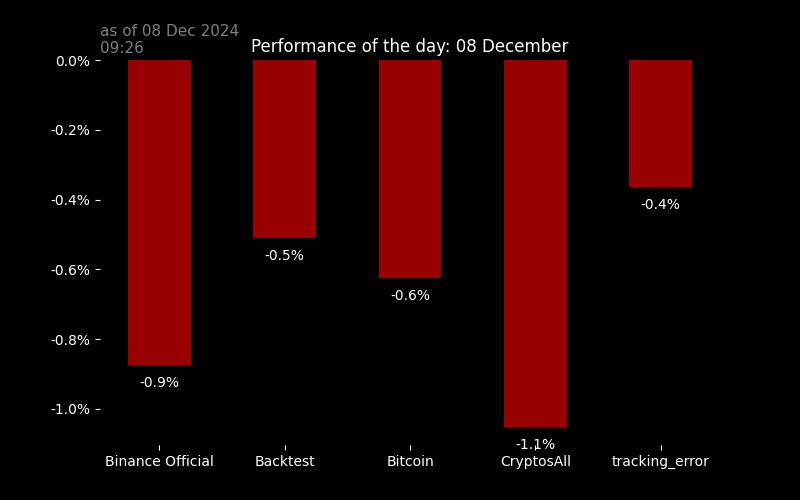 as of 08 Dec 2024
09:26
Performance of the day: 08 December
0.0%
-0.2%
-0.4%
-0.6%
-0.8%
-1.0%
-0.9%
-0.5%
-0.6%
-1.1%
-0.4%
Binance Official
Backtest
Bitcoin
CryptosAll
tracking_error